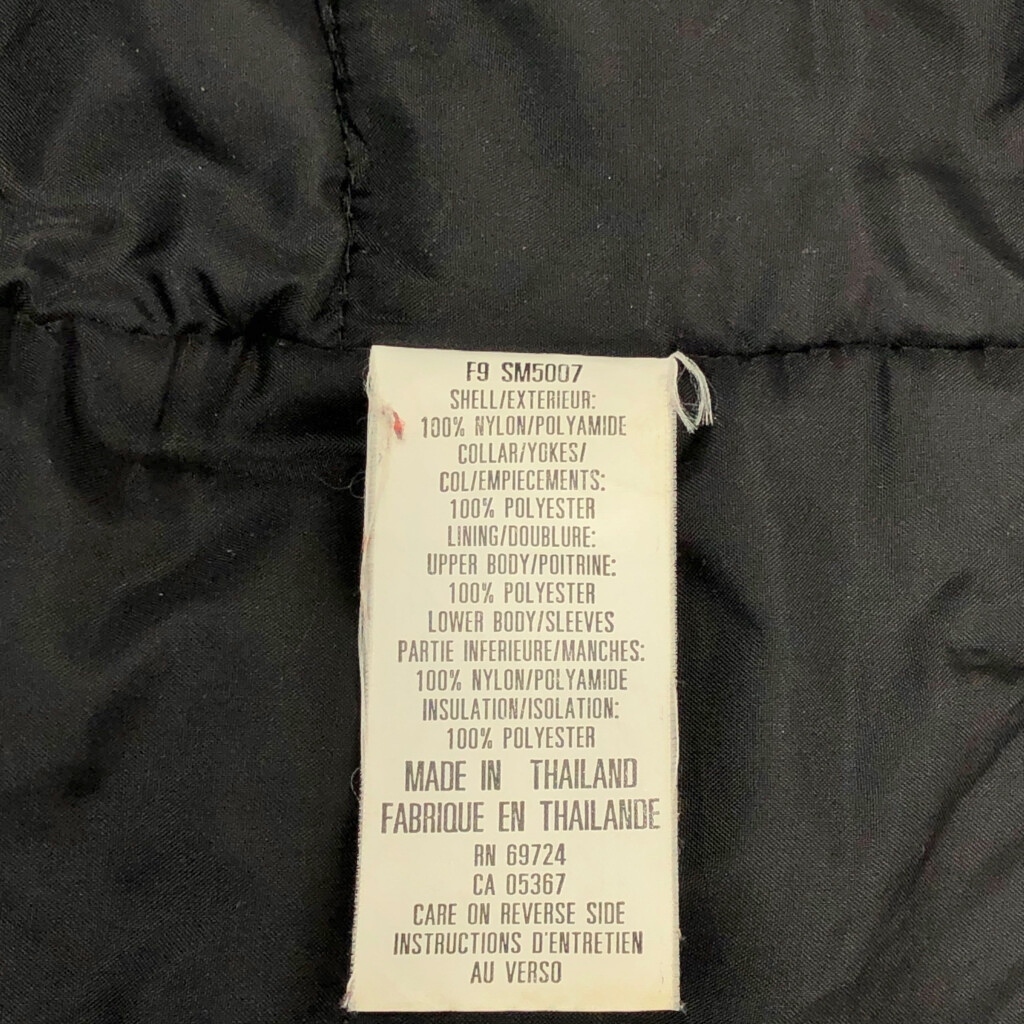 F9 SM5007
SHELL/EXTERIEUR:
100% NYLON/POLYAMIDE
COLLAR/YOKES/
COL/EMPIECEMENTS:
100% POLYESTER
LINING/DOUBLURE:
UPPER BODY/POITRINE:
100% POLYESTER
LOWER BODY/SLEEVES
PARTIE INFERIEURE/MANCHES:
100% NYLON/POLYAMIDE
INSULATION/ISOLATION:
100% POLYESTER
MADE IN THAILAND
FABRIQUE EN THAILANDE
RN 69724
CA 05367
CARE ON REVERSE SIDE
INSTRUCTIONS D'ENTRETIEN
AU VERSO